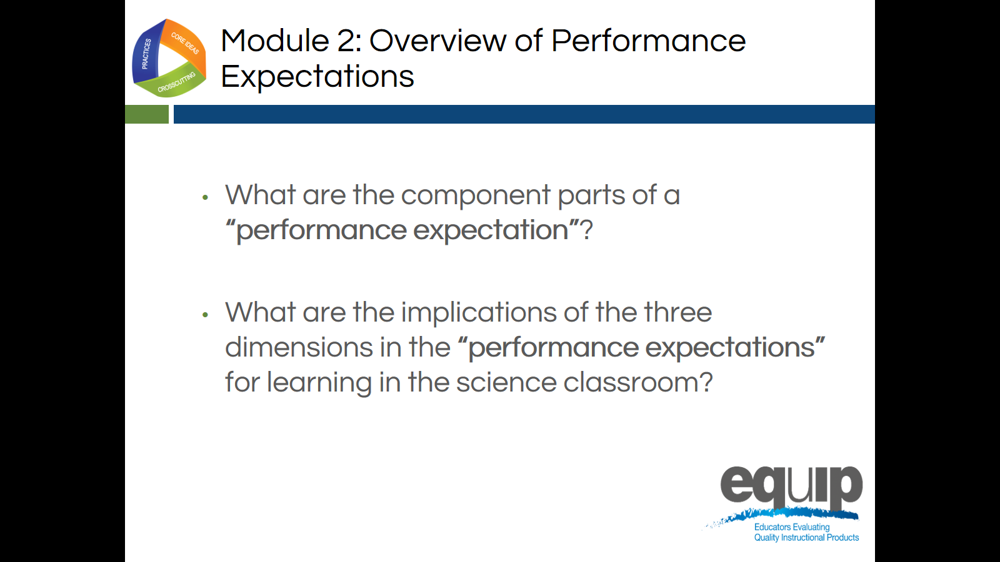 PRACTICES
CORE IDEAS
CROSSCUTTING
Module 2: Overview of Performance
Expectations
• What are the component parts of a
“performance expectation”?
• What are the implications of the three
dimensions in the “performance expectations”
for learning in the science classroom?
equip
Educators Evaluating
Quality Instructional Products